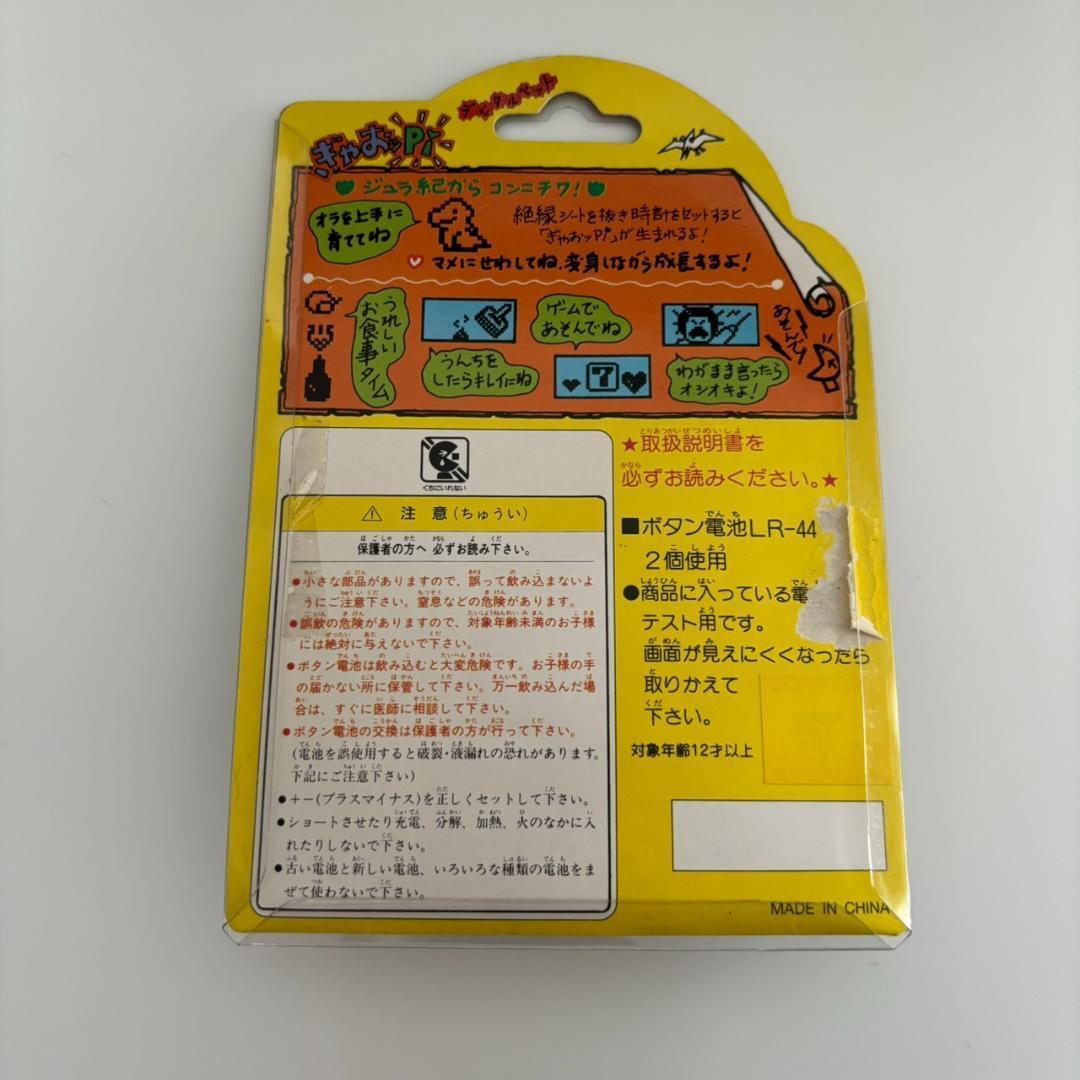 デジタルペット
ぎゃおッPi
ジュラ紀からコンニチワ!
オラを上手に
育ててね
絶縁シートを抜き時計をセットすると
「ぎゃおッPi」が生まれるよ!
マメにせわしてね、変身しながら成長するよ!
うれしい
お食事タイム
うんちを
したらキレイにね
ゲームで
あそんでね
7
わがまま言ったら
オシオキよ!
あそんで
くちにいれない
⚠ 注意(ちゅうい)
保護者の方へ 必ずお読み下さい。
●小さな部品がありますので、誤って飲み込まないよ
うにご注意下さい。窒息などの危険があります。
●誤飲の危険がありますので、対象年齢未満のお子様
には絶対に与えないで下さい。
●ボタン電池は飲み込むと大変危険です。お子様の手
の届かない所に保管して下さい。万一飲み込んだ場
合は、すぐに医師に相談して下さい。
●ボタン電池の交換は保護者の方が行って下さい。
(電池を誤使用すると破裂・液漏れの恐れがあります。
下記にご注意下さい)
●+−(プラスマイナス)を正しくセットして下さい。
●ショートさせたり充電、分解、加熱、火のなかに入
れたりしないで下さい。
●古い電池と新しい電池、いろいろな種類の電池をま
ぜて使わないで下さい。
★取扱説明書を
必ずお読みください。★
■ボタン電池LR-44
2個使用
●商品に入っている電
テスト用です。
画面が見えにくくなったら
取りかえて
下さい。
対象年齢12才以上
MADE IN CHINA